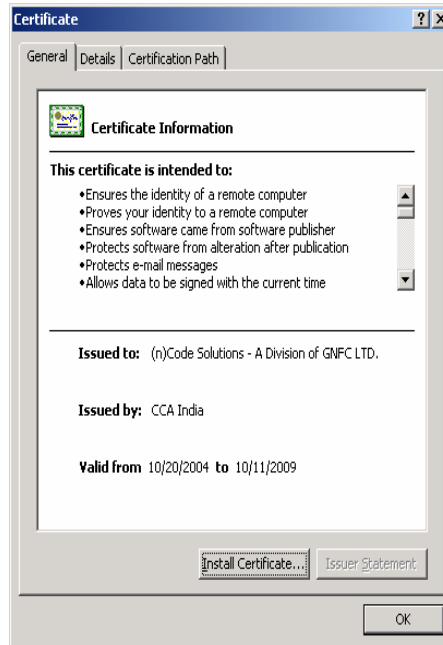 Certificate
General Details Certification Path
Certificate Information
This certificate is intended to:
•Ensures the identity of a remote computer
•Proves your identity to a remote computer
•Ensures software came from software publisher
•Protects software from alteration after publication
•Protects e-mail messages
•Allows data to be signed with the current time
Issued to: (n)Code Solutions - A Division of GNFC LTD.
Issued by: CCA India
Valid from 10/20/2004 to 10/11/2009
Install Certificate... Issuer Statement
OK